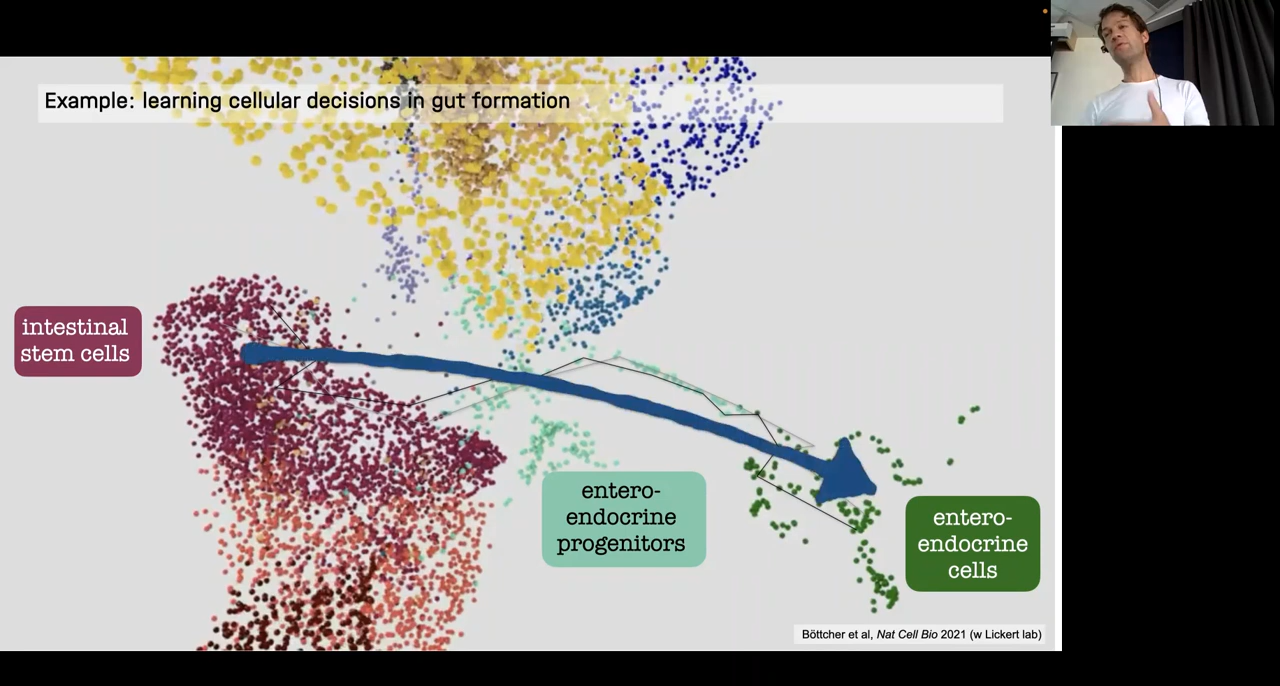 Example: learning cellular decisions in gut formation
intestinal
stem cells
entero-
endocrine
progenitors
entero-
endocrine
cells
Böttcher et al, Nat Cell Bio 2021 (w Lickert lab)